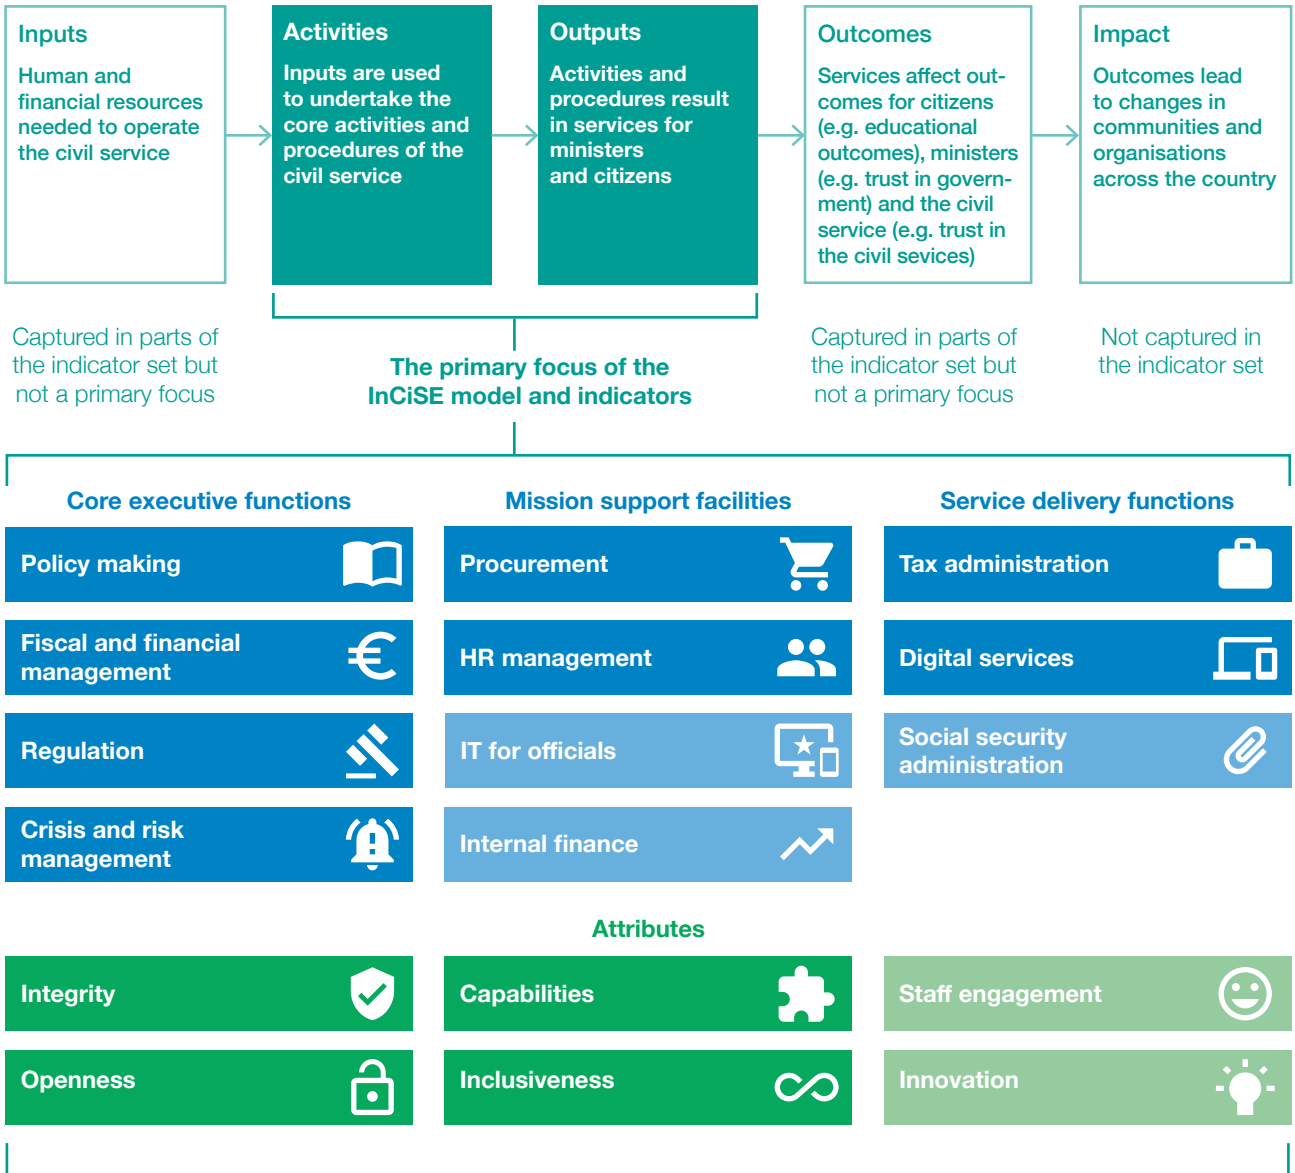 Inputs
Human and
financial resources
needed to operate
the civil service
Activities
Inputs are used
to undertake the
core activities and
procedures of the
civil service
Outputs
Activities and
procedures result
in services for
ministers
and citizens
Outcomes
Services affect out-
comes for citizens
(e.g. educational
outcomes), ministers
(e.g. trust in govern-
ment) and the civil
service (e.g. trust in
the civil sevices)
Impact
Outcomes lead
to changes in
communities and
organisations
across the country
Captured in parts of
the indicator set but
not a primary focus
The primary focus of the
InCiSE model and indicators
Captured in parts of
the indicator set but
not a primary focus
Not captured in
the indicator set
Core executive functions
Policy making
Fiscal and financial
management
Regulation
Crisis and risk
management
Mission support facilities
Procurement
HR management
IT for officials
Internal finance
Service delivery functions
Tax administration
Digital services
Social security
administration
Attributes
Integrity
Capabilities
Staff engagement
Openness
Inclusiveness
Innovation